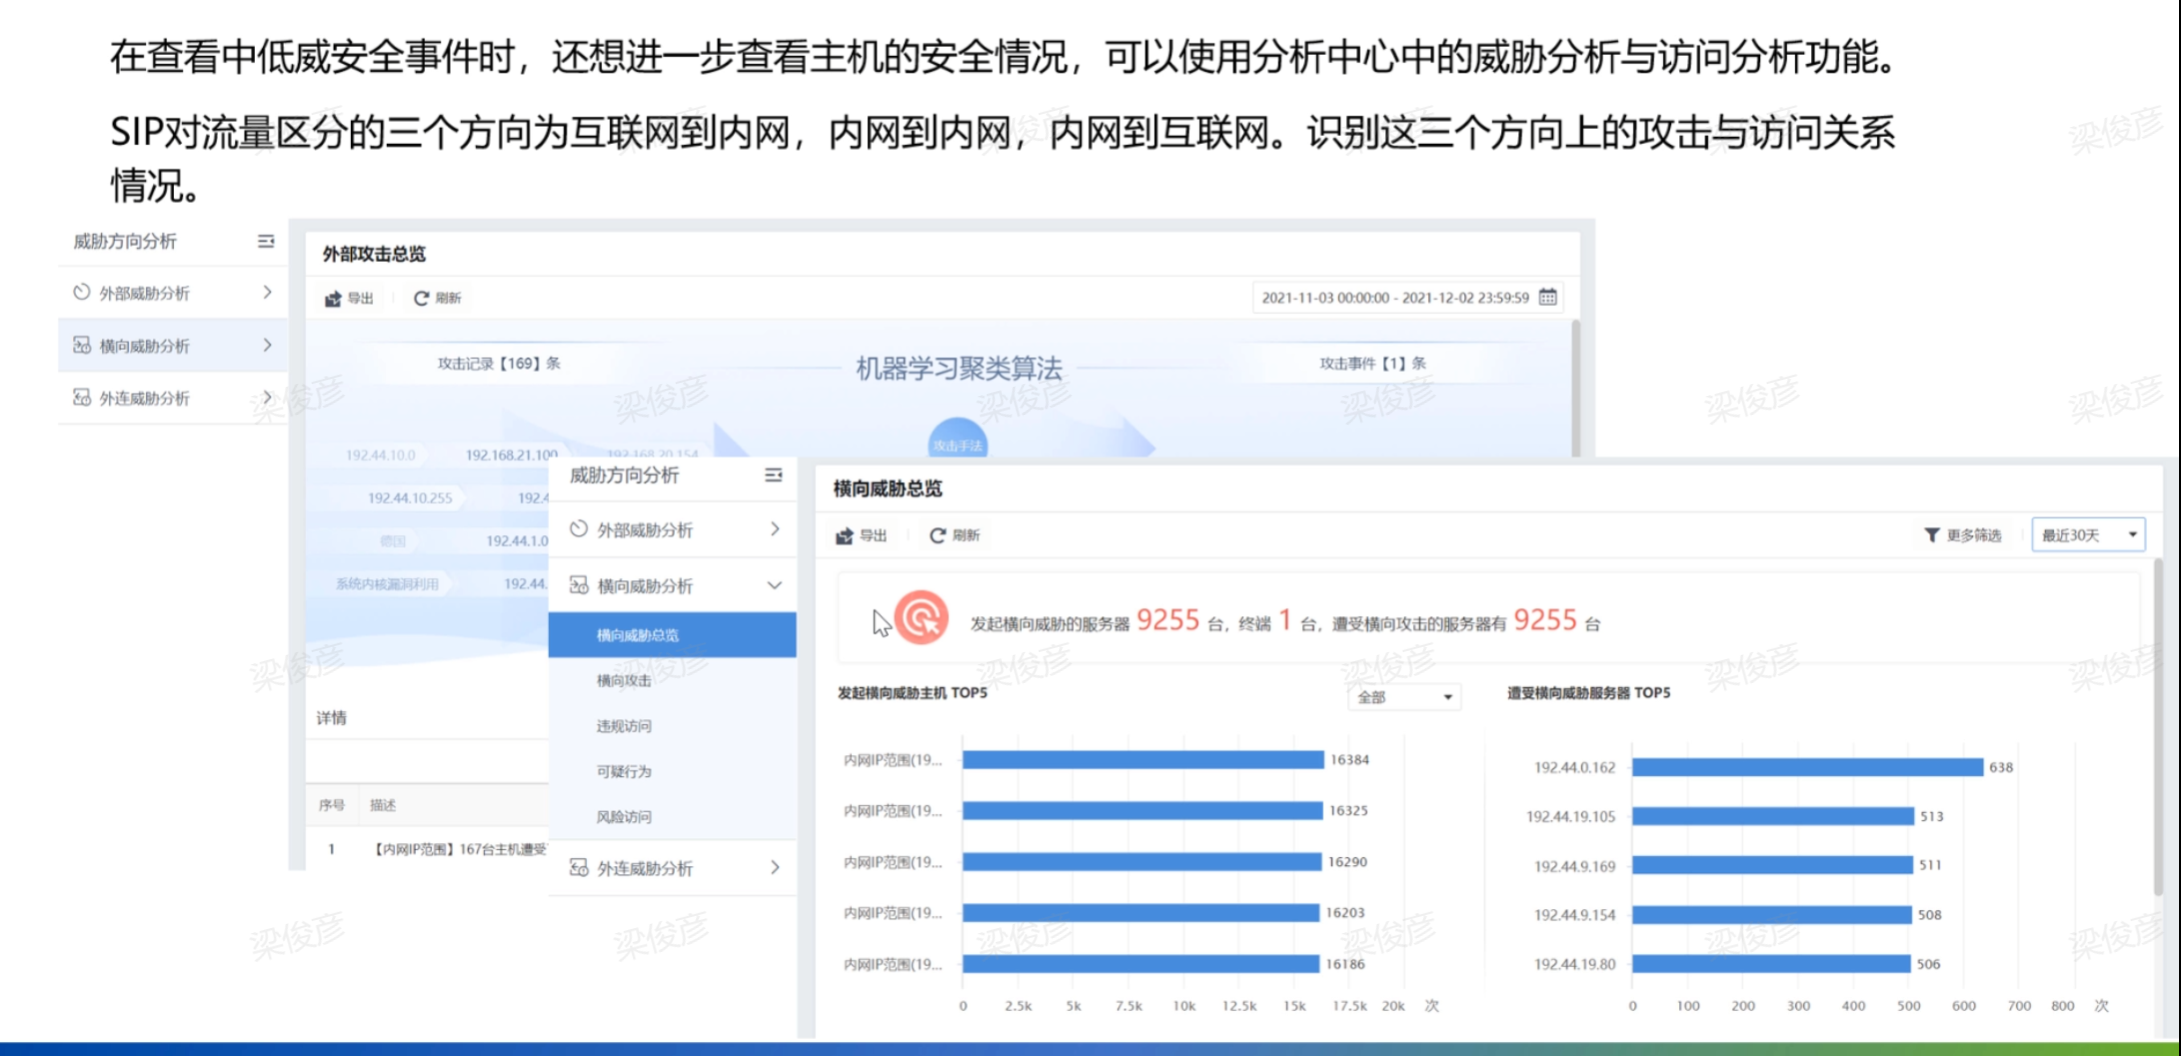 在查看中低威安全事件时，还想进一步查看主机的安全情况，可以使用分析中心中的威胁分析与访问分析功能。
SIP对流量区分的三个方向为互联网到内网，内网到内网，内网到互联网。识别这三个方向上的攻击与访问关系
情况。
威胁方向分析
外部威胁分析
横向威胁分析
外连威胁分析
外部攻击总览
导出 刷新
2021-11-03 00:00:00 - 2021-12-02 23:59:59
攻击记录【169】条
机器学习聚类算法
攻击事件【1】条
攻击手法
192.44.10.0 192.168.21.100 192.168.20.154
192.44.10.255 192.4
德国 192.44.1.0
系统内核漏洞利用 192.44.
详情
序号 描述
1 【内网IP范围】167台主机遭受
威胁方向分析
外部威胁分析
横向威胁分析
横向威胁总览
横向攻击
违规访问
可疑行为
风险访问
外连威胁分析
横向威胁总览
导出 刷新
更多筛选 最近30天
发起横向威胁的服务器 9255 台, 终端 1 台, 遭受横向攻击的服务器有 9255 台
发起横向威胁主机 TOP5
全部
内网IP范围(19... 16384
内网IP范围(19... 16325
内网IP范围(19... 16290
内网IP范围(19... 16203
内网IP范围(19... 16186
0 2.5k 5k 7.5k 10k 12.5k 15k 17.5k 20k 次
遭受横向威胁服务器 TOP5
192.44.0.162 638
192.44.19.105 513
192.44.9.169 511
192.44.9.154 508
192.44.19.80 506
0 100 200 300 400 500 600 700 800 次
梁俊彦